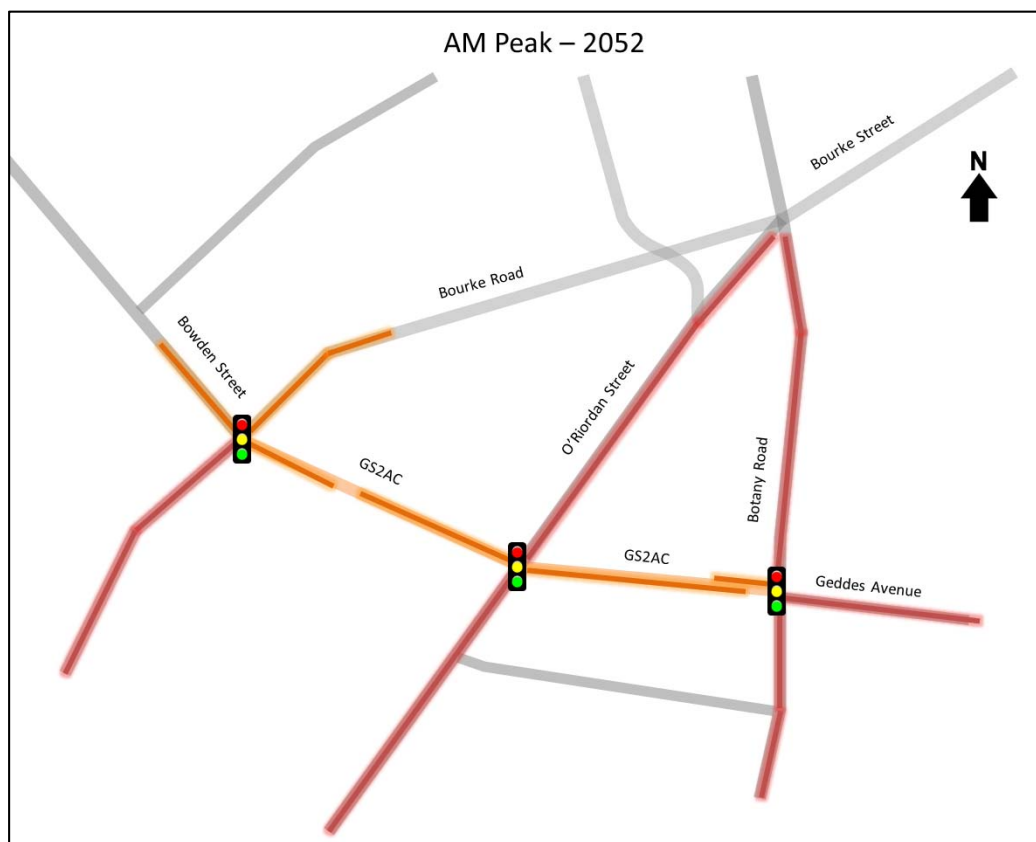 AM Peak – 2052
Bourke Street
N
Bourke Road
Bowden Street
O'Riordan Street
GS2AC
Botany Road
GS2AC
Geddes Avenue